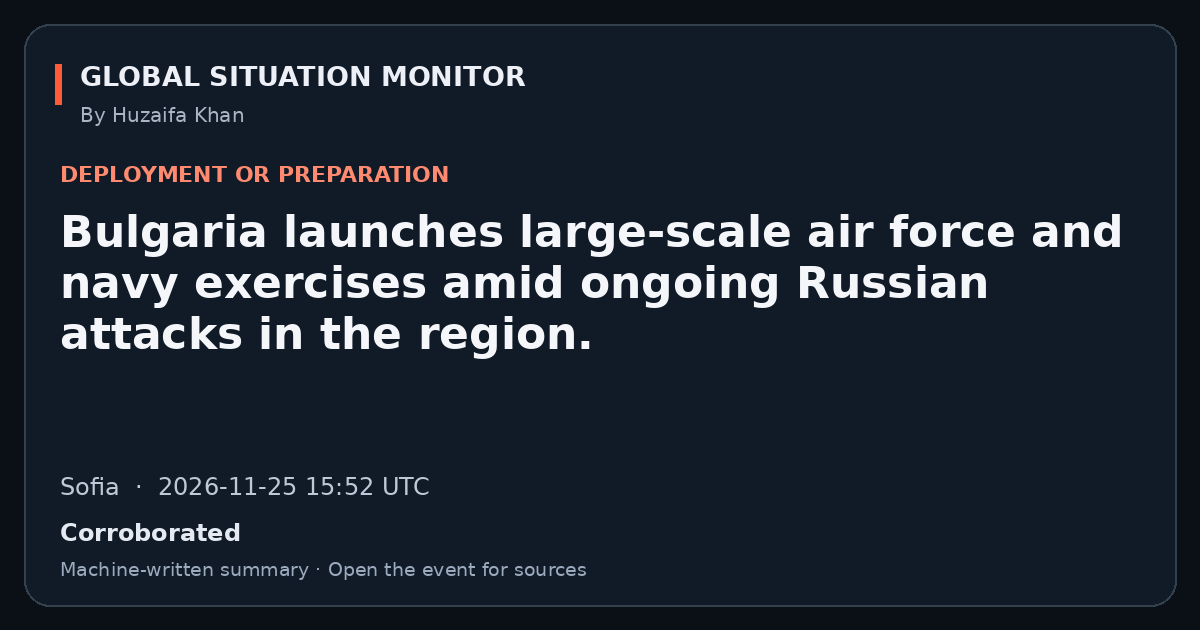 GLOBAL SITUATION MONITOR
By Huzaifa Khan
DEPLOYMENT OR PREPARATION
Bulgaria launches large-scale air force and
navy exercises amid ongoing Russian
attacks in the region.
Sofia · 2026-11-25 15:52 UTC
Corroborated
Machine-written summary · Open the event for sources